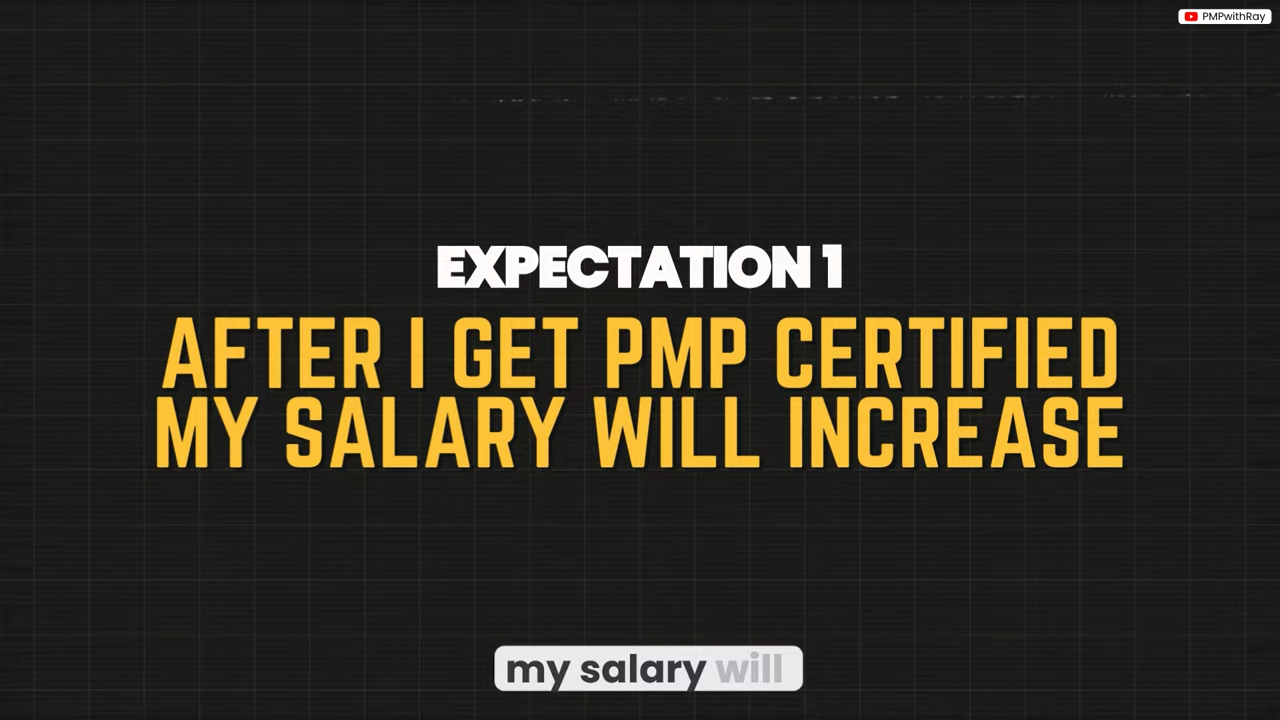 PMPwithRay
EXPECTATION 1
AFTER I GET PMP CERTIFIED
MY SALARY WILL INCREASE
my salary will